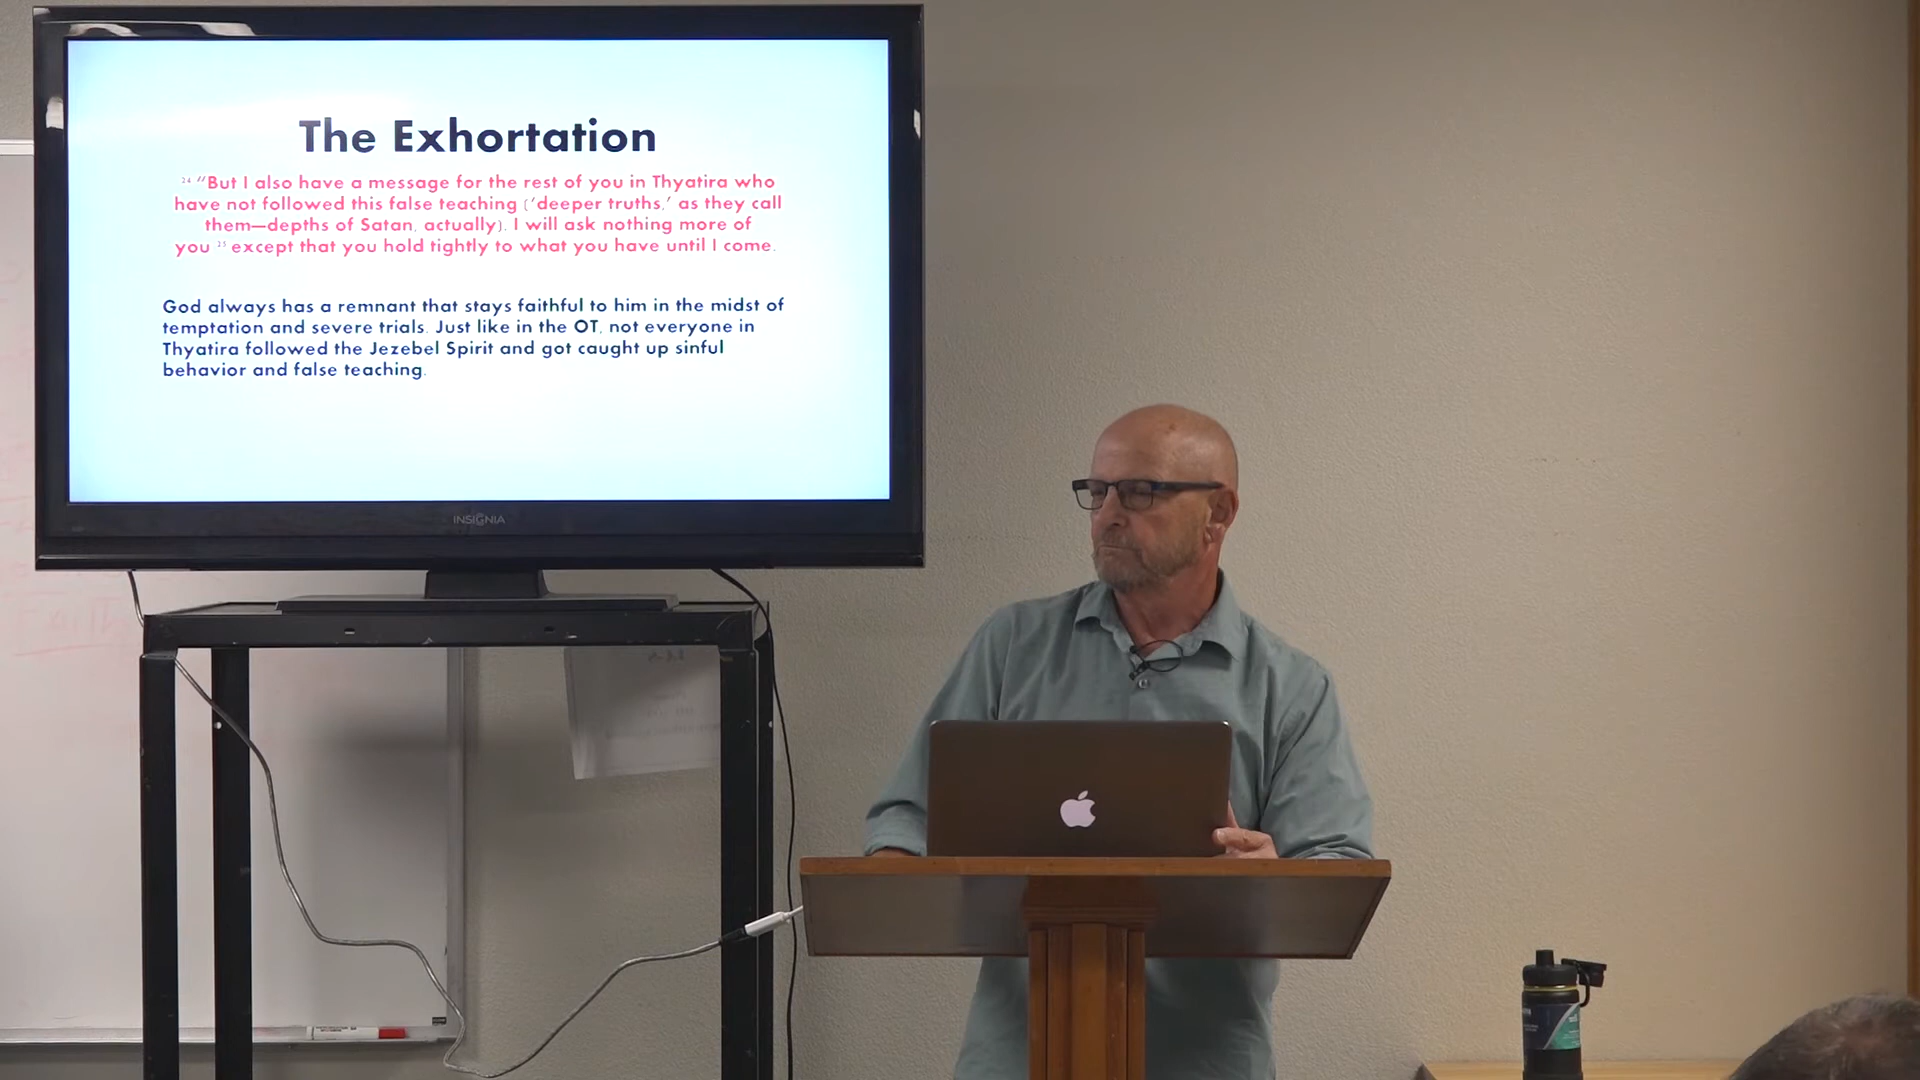 The Exhortation
24 “But I also have a message for the rest of you in Thyatira who
have not followed this false teaching (‘deeper truths,’ as they call
them—depths of Satan, actually). I will ask nothing more of
you 25 except that you hold tightly to what you have until I come.
God always has a remnant that stays faithful to him in the midst of
temptation and severe trials. Just like in the OT, not everyone in
Thyatira followed the Jezebel Spirit and got caught up sinful
behavior and false teaching.
INSIGNIA